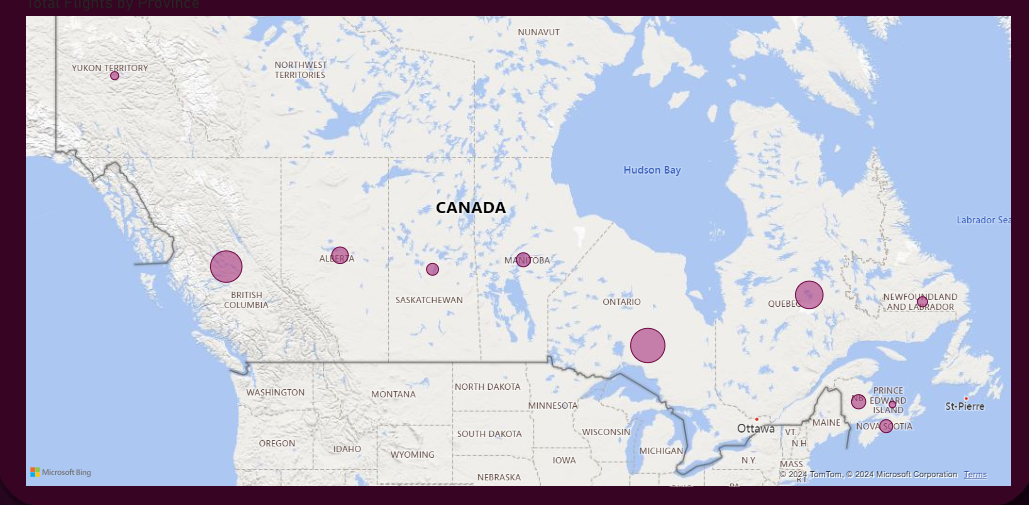 Total Flights by Province
NUNAVUT
YUKON TERRITORY
NORTHWEST
TERRITORIES
Hudson Bay
CANADA
Labrador Sea
ALBERTA
MANITOBA
BRITISH
COLUMBIA
SASKATCHEWAN
ONTARIO
QUEBEC
NEWFOUNDLAND
AND LABRADOR
WASHINGTON
MONTANA
NORTH DAKOTA
MINNESOTA
NB
PRINCE
EDWARD
ISLAND
St-Pierre
OREGON
IDAHO
WYOMING
SOUTH DAKOTA
WISCONSIN
MICHIGAN
Ottawa
VT
N H
MAINE
NOVA SCOTIA
NEBRASKA
IOWA
N Y
MASS
RI
PA
Microsoft Bing
© 2024 TomTom, © 2024 Microsoft Corporation Terms